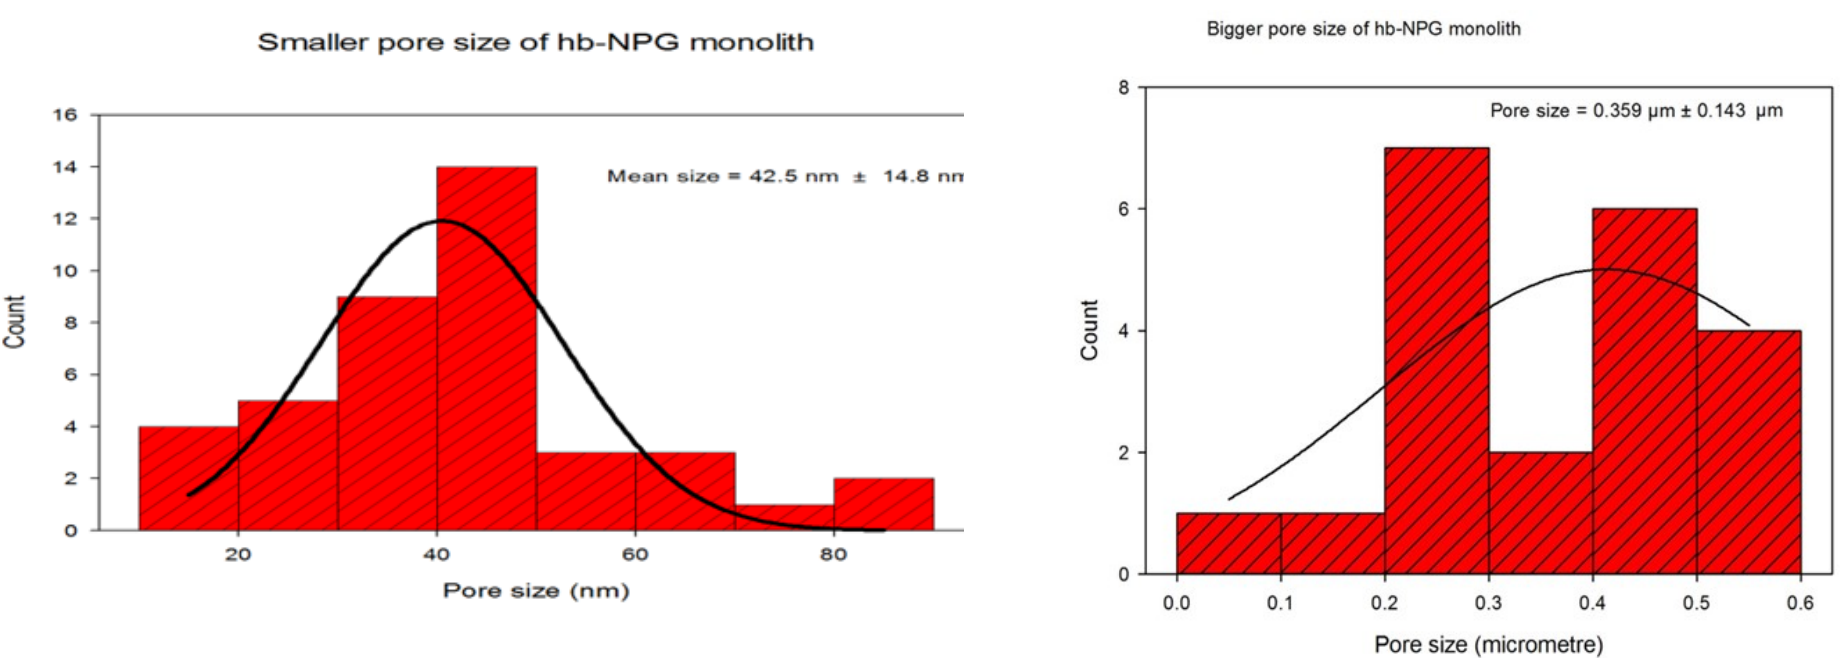 Smaller pore size of hb-NPG monolith
16
14
12
10
8
6
4
2
0
Count
Mean size = 42.5 nm ± 14.8 nm
20 40 60 80
Pore size (nm)
Bigger pore size of hb-NPG monolith
8
6
4
2
0
Count
Pore size = 0.359 µm ± 0.143 µm
0.0 0.1 0.2 0.3 0.4 0.5 0.6
Pore size (micrometre)